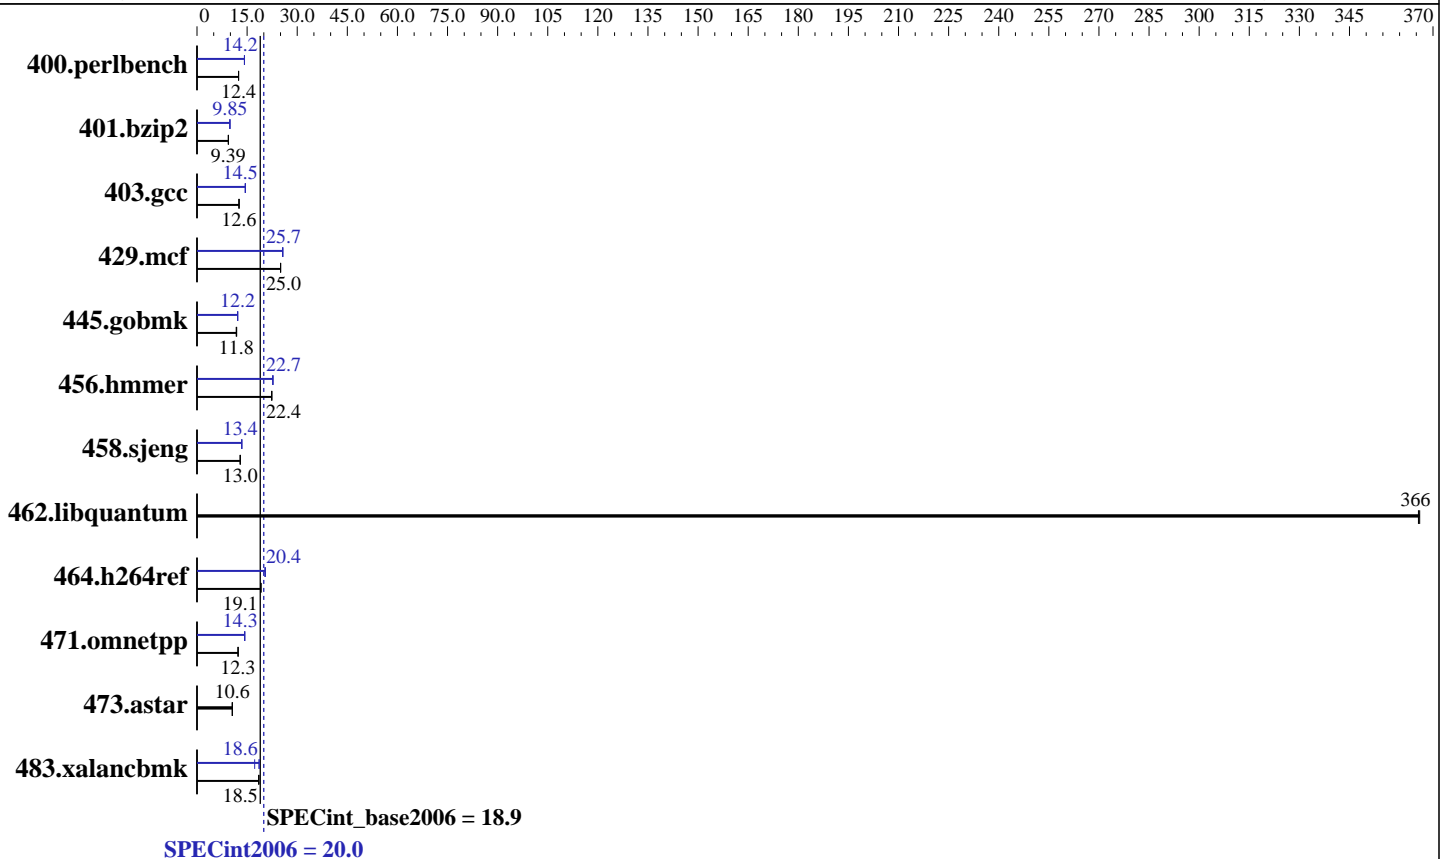 0 15.0 30.0 45.0 60.0 75.0 90.0 105 120 135 150 165 180 195 210 225 240 255 270 285 300 315 330 345 370
14.2
400.perlbench
12.4
9.85
401.bzip2
9.39
14.5
403.gcc
12.6
25.7
429.mcf
25.0
12.2
445.gobmk
11.8
22.7
456.hmmer
22.4
13.4
458.sjeng
13.0
366
462.libquantum
20.4
464.h264ref
19.1
14.3
471.omnetpp
12.3
10.6
473.astar
18.6
483.xalancbmk
18.5
SPECint_base2006 = 18.9
SPECint2006 = 20.0